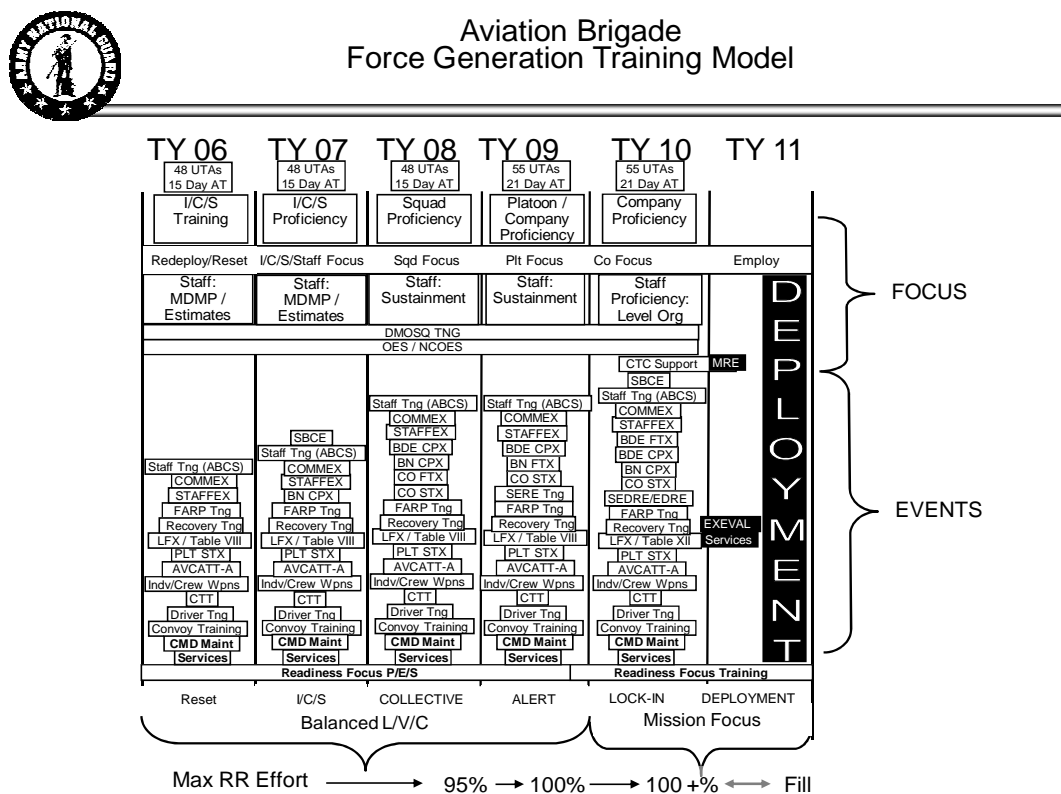 ARMY NATIONAL GUARD
Aviation Brigade
Force Generation Training Model
TY 06
TY 07
TY 08
TY 09
TY 10
TY 11
48 UTAs
15 Day AT
48 UTAs
15 Day AT
48 UTAs
15 Day AT
55 UTAs
21 Day AT
55 UTAs
21 Day AT
I/C/S
Training
I/C/S
Proficiency
Squad
Proficiency
Platoon /
Company
Proficiency
Company
Proficiency
Redeploy/Reset
I/C/S/Staff Focus
Sqd Focus
Plt Focus
Co Focus
Employ
Staff:
MDMP /
Estimates
Staff:
MDMP /
Estimates
Staff:
Sustainment
Staff:
Sustainment
Staff
Proficiency:
Level Org
DMOSQ TNG
OES / NCOES
Staff Tng (ABCS)
COMMEX
STAFFEX
FARP Tng
Recovery Tng
LFX / Table VIII
PLT STX
AVCATT-A
Indv/Crew Wpns
CTT
Driver Tng
Convoy Training
CMD Maint
Services
SBCE
Staff Tng (ABCS)
COMMEX
STAFFEX
BN CPX
FARP Tng
Recovery Tng
LFX / Table VIII
PLT STX
AVCATT-A
Indv/Crew Wpns
CTT
Driver Tng
Convoy Training
CMD Maint
Services
Staff Tng (ABCS)
COMMEX
STAFFEX
BDE CPX
BN CPX
CO FTX
CO STX
FARP Tng
Recovery Tng
LFX / Table VIII
PLT STX
AVCATT-A
Indv/Crew Wpns
CTT
Driver Tng
Convoy Training
CMD Maint
Services
Staff Tng (ABCS)
COMMEX
STAFFEX
BDE CPX
BN FTX
CO STX
SERE Tng
FARP Tng
Recovery Tng
LFX / Table VIII
PLT STX
AVCATT-A
Indv/Crew Wpns
CTT
Driver Tng
Convoy Training
CMD Maint
Services
CTC Support
SBCE
Staff Tng (ABCS)
COMMEX
STAFFEX
BDE FTX
BDE CPX
BN CPX
CO STX
SEDRE/EDRE
FARP Tng
Recovery Tng
LFX / Table XII
PLT STX
AVCATT-A
Indv/Crew Wpns
CTT
Driver Tng
Convoy Training
CMD Maint
Services
MRE
EXEVAL
Services
DEPLOYMENT
FOCUS
EVENTS
Readiness Focus P/E/S
Readiness Focus Training
Reset
I/C/S
COLLECTIVE
ALERT
LOCK-IN
DEPLOYMENT
Balanced L/V/C
Mission Focus
Max RR Effort
95%
100%
100 +%
Fill